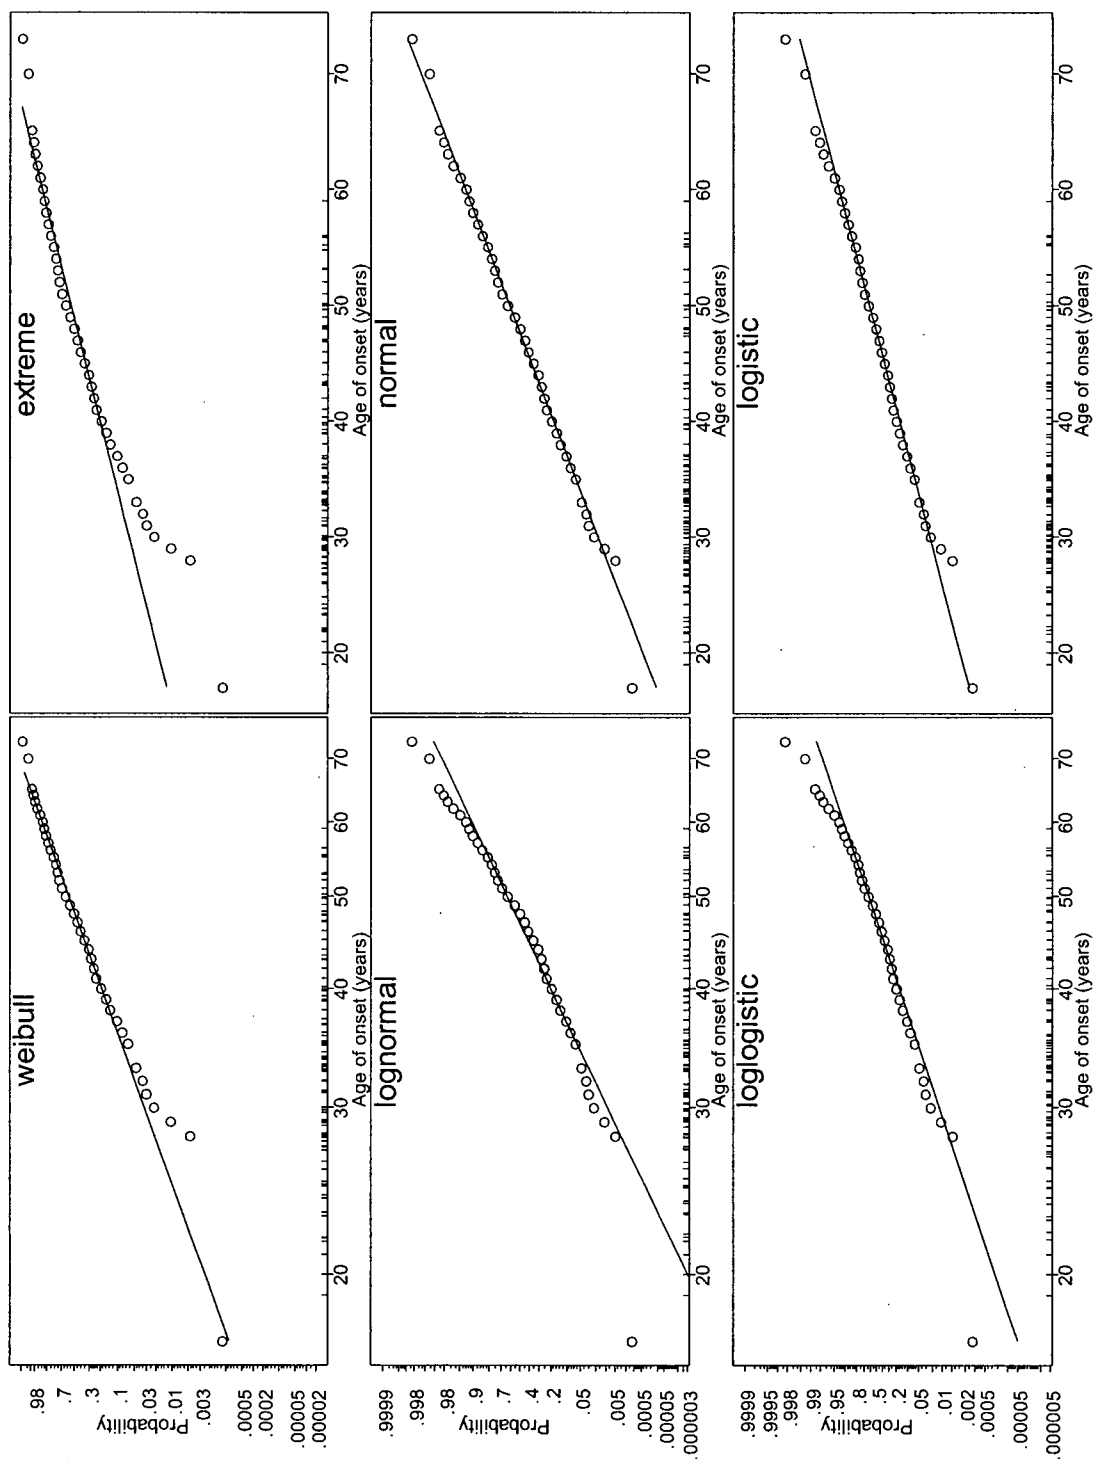 weibull
extreme
Probability
.98
.7
.3
.1
.03
.01
.003
.0005
.0002
.00005
.00002
20 30 40 50 60 70
20 30 40 50 60 70
Age of onset (years)
Age of onset (years)
lognormal
normal
Probability
.9999
.998
.98
.9
.7
.4
.2
.05
.005
.0005
.00005
.000003
20 30 40 50 60 70
20 30 40 50 60 70
Age of onset (years)
Age of onset (years)
loglogistic
logistic
Probability
.9999
.9995
.998
.99
.95
.8
.5
.2
.05
.01
.002
.0005
.00005
.000005
20 30 40 50 60 70
20 30 40 50 60 70
Age of onset (years)
Age of onset (years)